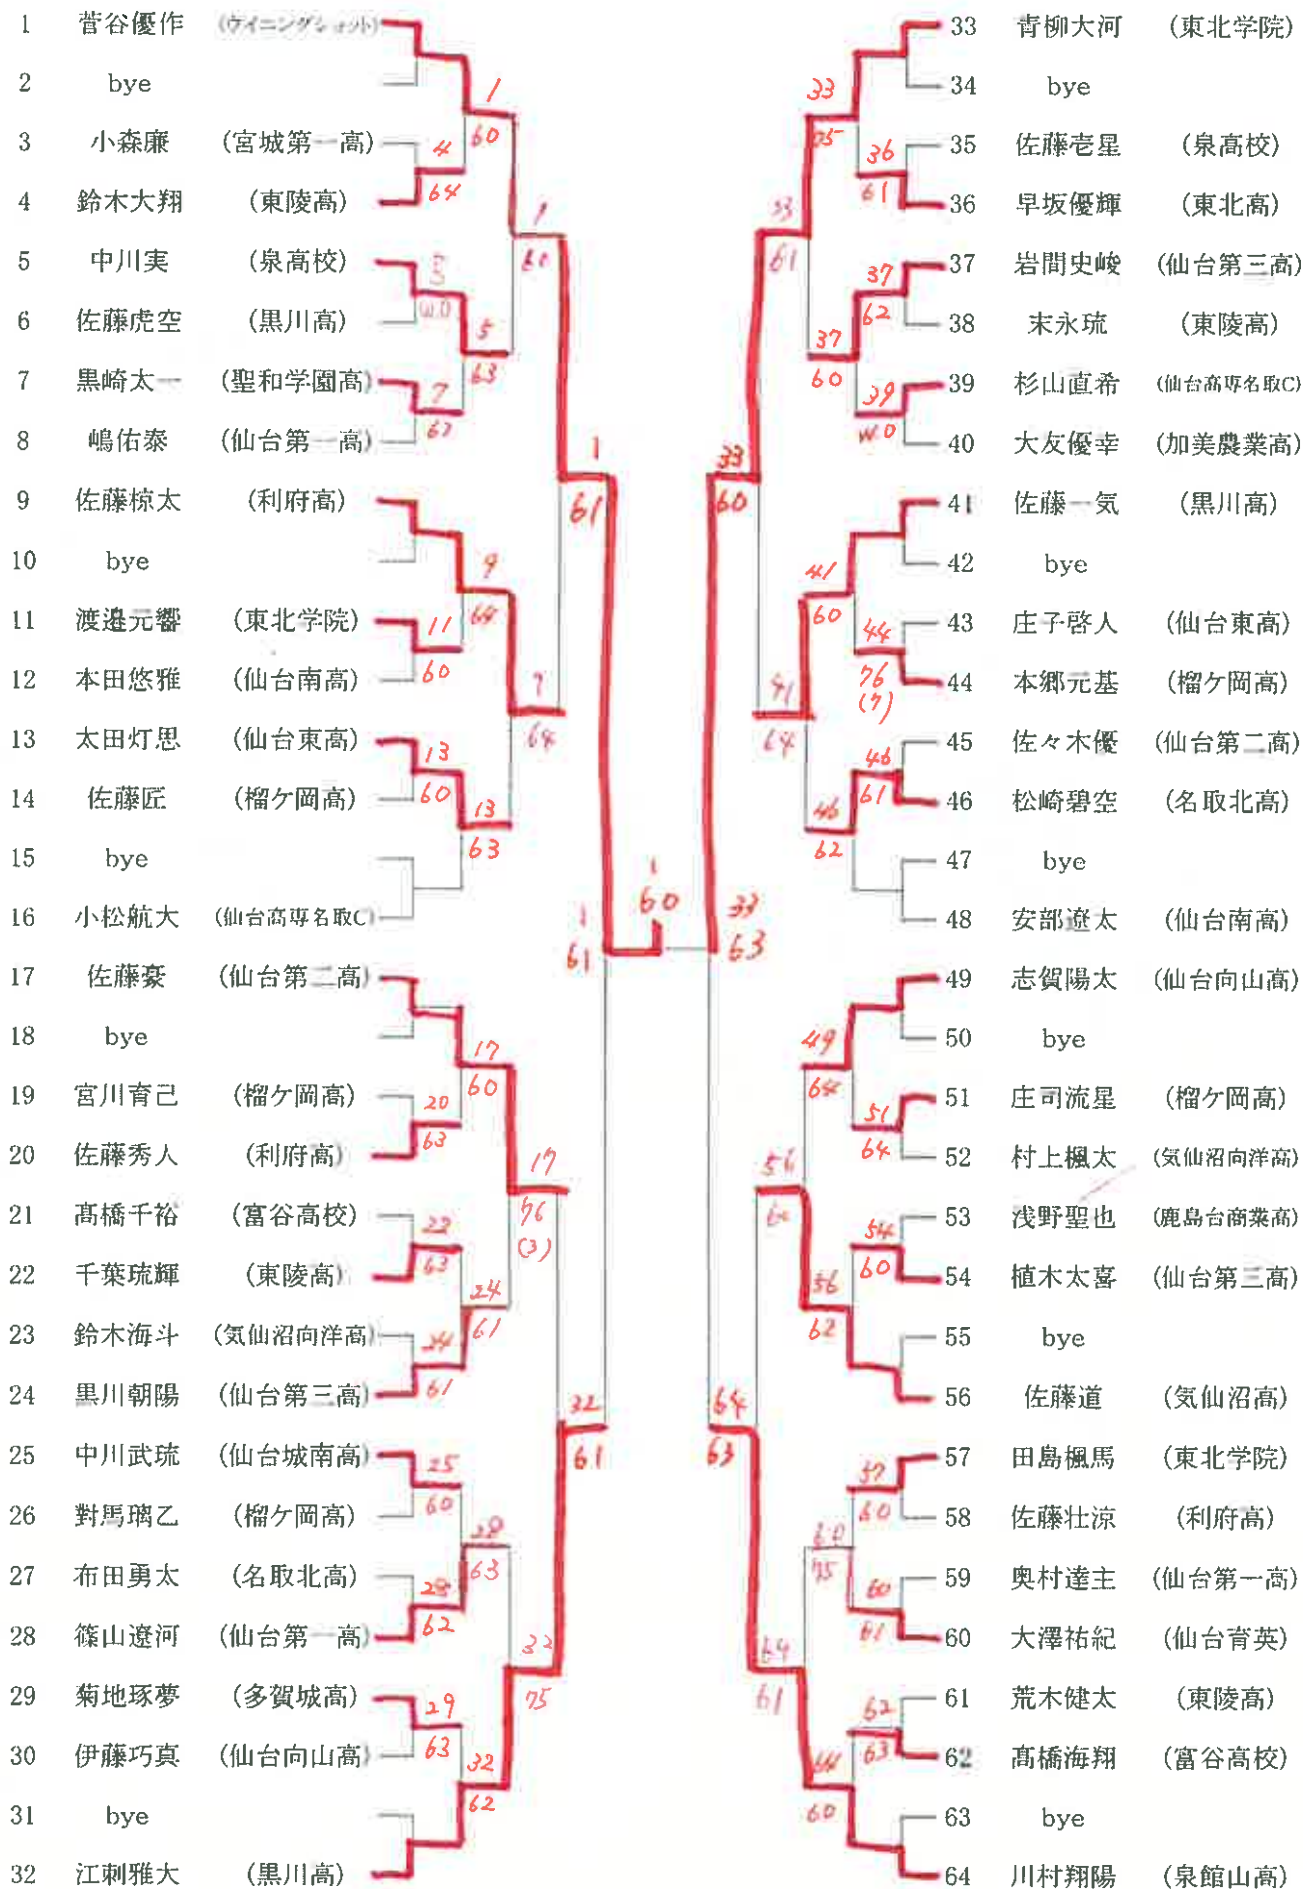 1 菅谷優作 (ウイニングショット)
2 bye
3 小森廉 (宮城第一高)
4 鈴木大翔 (東陵高)
5 中川実 (泉高校)
6 佐藤虎空 (黒川高)
7 黒崎太一 (聖和学園高)
8 嶋佑泰 (仙台第一高)
9 佐藤椋太 (利府高)
10 bye
11 渡邉元響 (東北学院)
12 本田悠雅 (仙台南高)
13 太田灯思 (仙台東高)
14 佐藤匠 (榴ケ岡高)
15 bye
16 小松航大 (仙台高専名取C)
17 佐藤豪 (仙台第二高)
18 bye
19 宮川育己 (榴ケ岡高)
20 佐藤秀人 (利府高)
21 髙橋千裕 (富谷高校)
22 千葉琉輝 (東陵高)
23 鈴木海斗 (気仙沼向洋高)
24 黒川朝陽 (仙台第三高)
25 中川武琉 (仙台城南高)
26 對馬璃乙 (榴ケ岡高)
27 布田勇太 (名取北高)
28 篠山遼河 (仙台第一高)
29 菊地琢夢 (多賀城高)
30 伊藤巧真 (仙台向山高)
31 bye
32 江刺雅大 (黒川高)
1
60
4
64
1
60
5
W.O
5
63
7
1
61
9
64
11
60
64
13
60
13
63
1
61
1
60
17
60
20
63
17
76
(3)
22
63
24
61
24
61
32
61
25
60
28
63
28
62
32
75
29
63
32
62
33 青柳大河 (東北学院)
34 bye
35 佐藤壱星 (泉高校)
36 早坂優輝 (東北高)
37 岩間史峻 (仙台第三高)
38 末永琉 (東陵高)
39 杉山直希 (仙台高専名取C)
40 大友優幸 (加美農業高)
41 佐藤一気 (黒川高)
42 bye
43 庄子啓人 (仙台東高)
44 本郷元基 (榴ケ岡高)
45 佐々木優 (仙台第二高)
46 松崎碧空 (名取北高)
47 bye
48 安部遼太 (仙台南高)
49 志賀陽太 (仙台向山高)
50 bye
51 庄司流星 (榴ケ岡高)
52 村上楓太 (気仙沼向洋高)
53 浅野聖也 (鹿島台商業高)
54 植木太喜 (仙台第三高)
55 bye
56 佐藤道 (気仙沼高)
57 田島楓馬 (東北学院)
58 佐藤壮涼 (利府高)
59 奥村達主 (仙台第一高)
60 大澤祐紀 (仙台育英)
61 荒木健太 (東陵高)
62 髙橋海翔 (富谷高校)
63 bye
64 川村翔陽 (泉館山高)
33
36
61
33
61
37
62
37
60
39
W.O
33
60
41
60
44
76
(7)
41
64
46
61
46
62
33
63
49
64
51
64
56
54
60
56
62
64
63
57
60
60
75
60
61
64
61
62
63
64
60